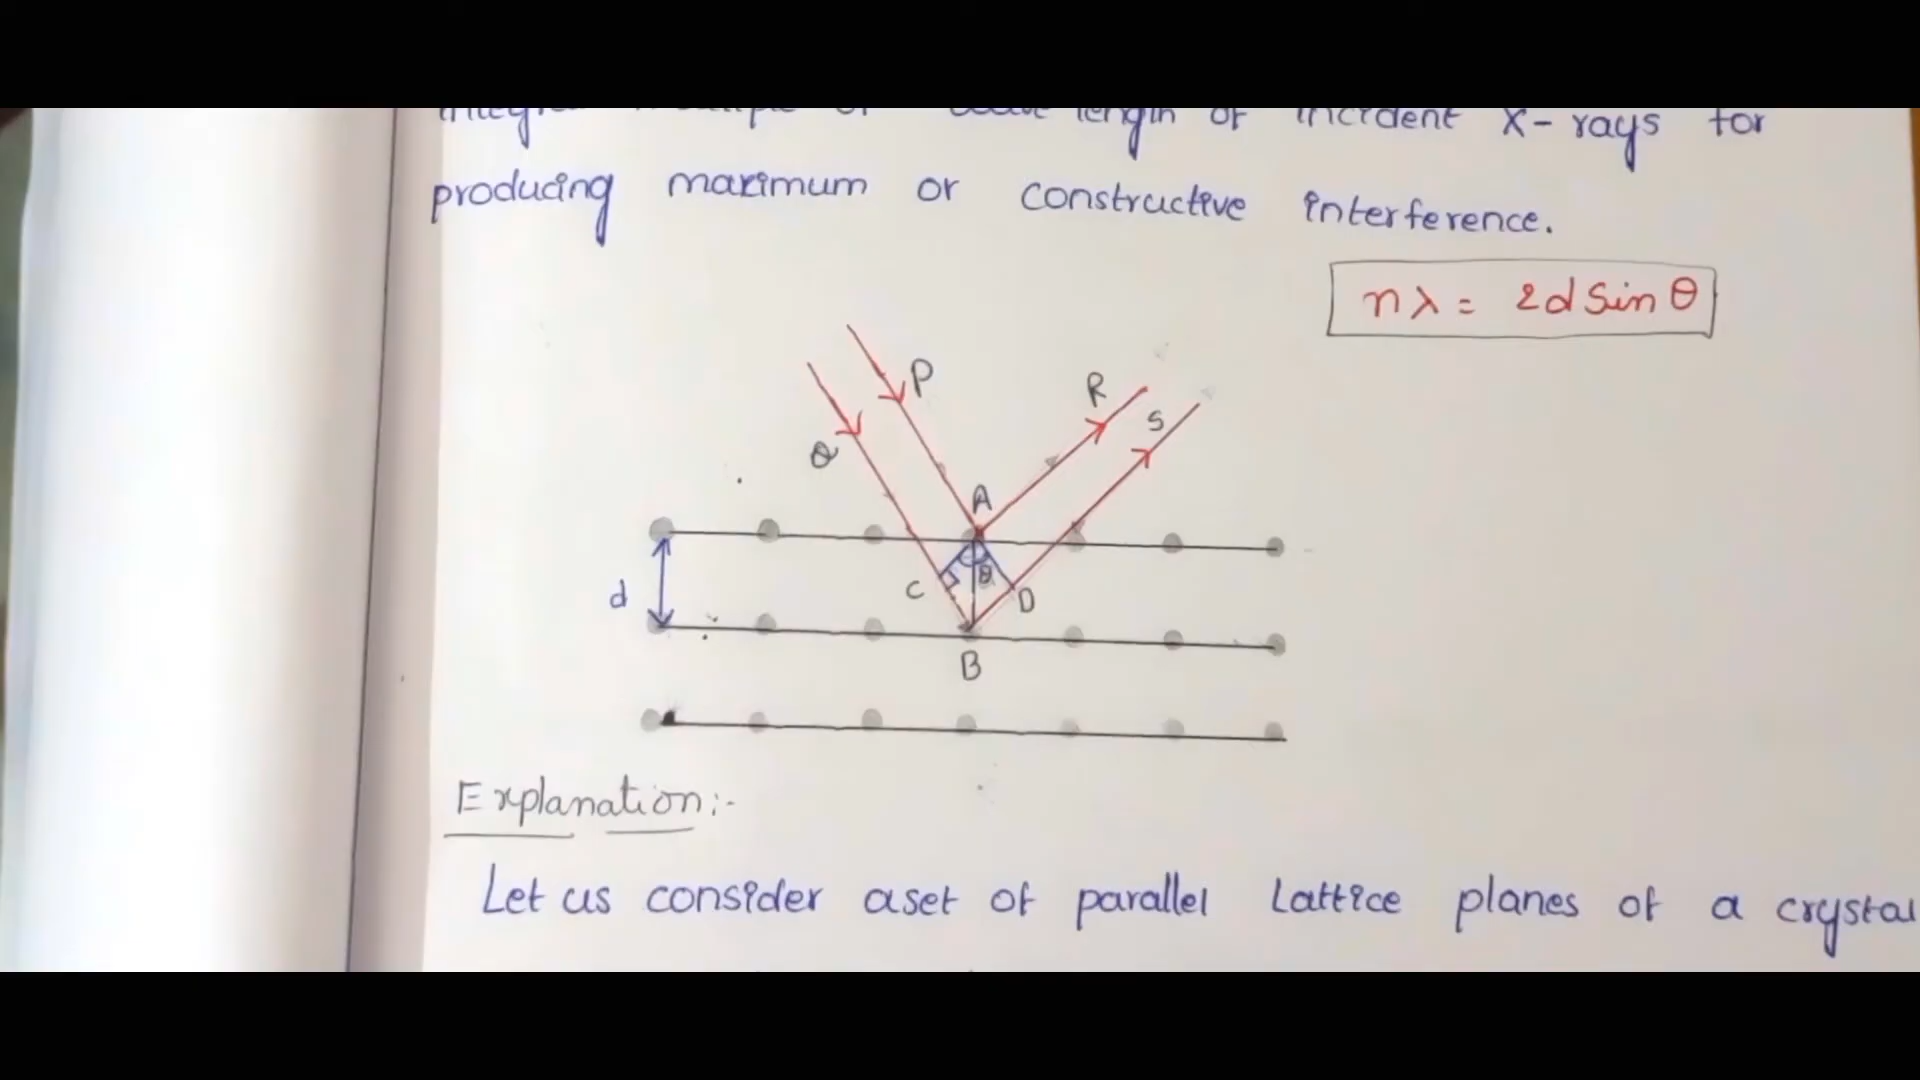 length of incident X-rays for
producing maximum or constructive interference.
nλ = 2d sin θ
P
R
S
Q
A
θ
C
D
d
B
Explanation:-
Let us consider a set of parallel Lattice planes of a crystal